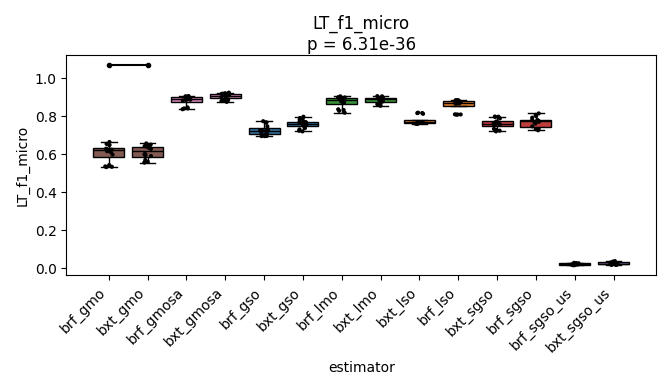 LT_f1_micro
p = 6.31e-36
LT_f1_micro
1.0
0.8
0.6
0.4
0.2
0.0
brf_gmo
bxt_gmo
brf_gmosa
bxt_gmosa
brf_gso
bxt_gso
brf_lmo
bxt_lmo
bxt_lso
brf_lso
bxt_sgso
brf_sgso
brf_sgso_us
bxt_sgso_us
estimator